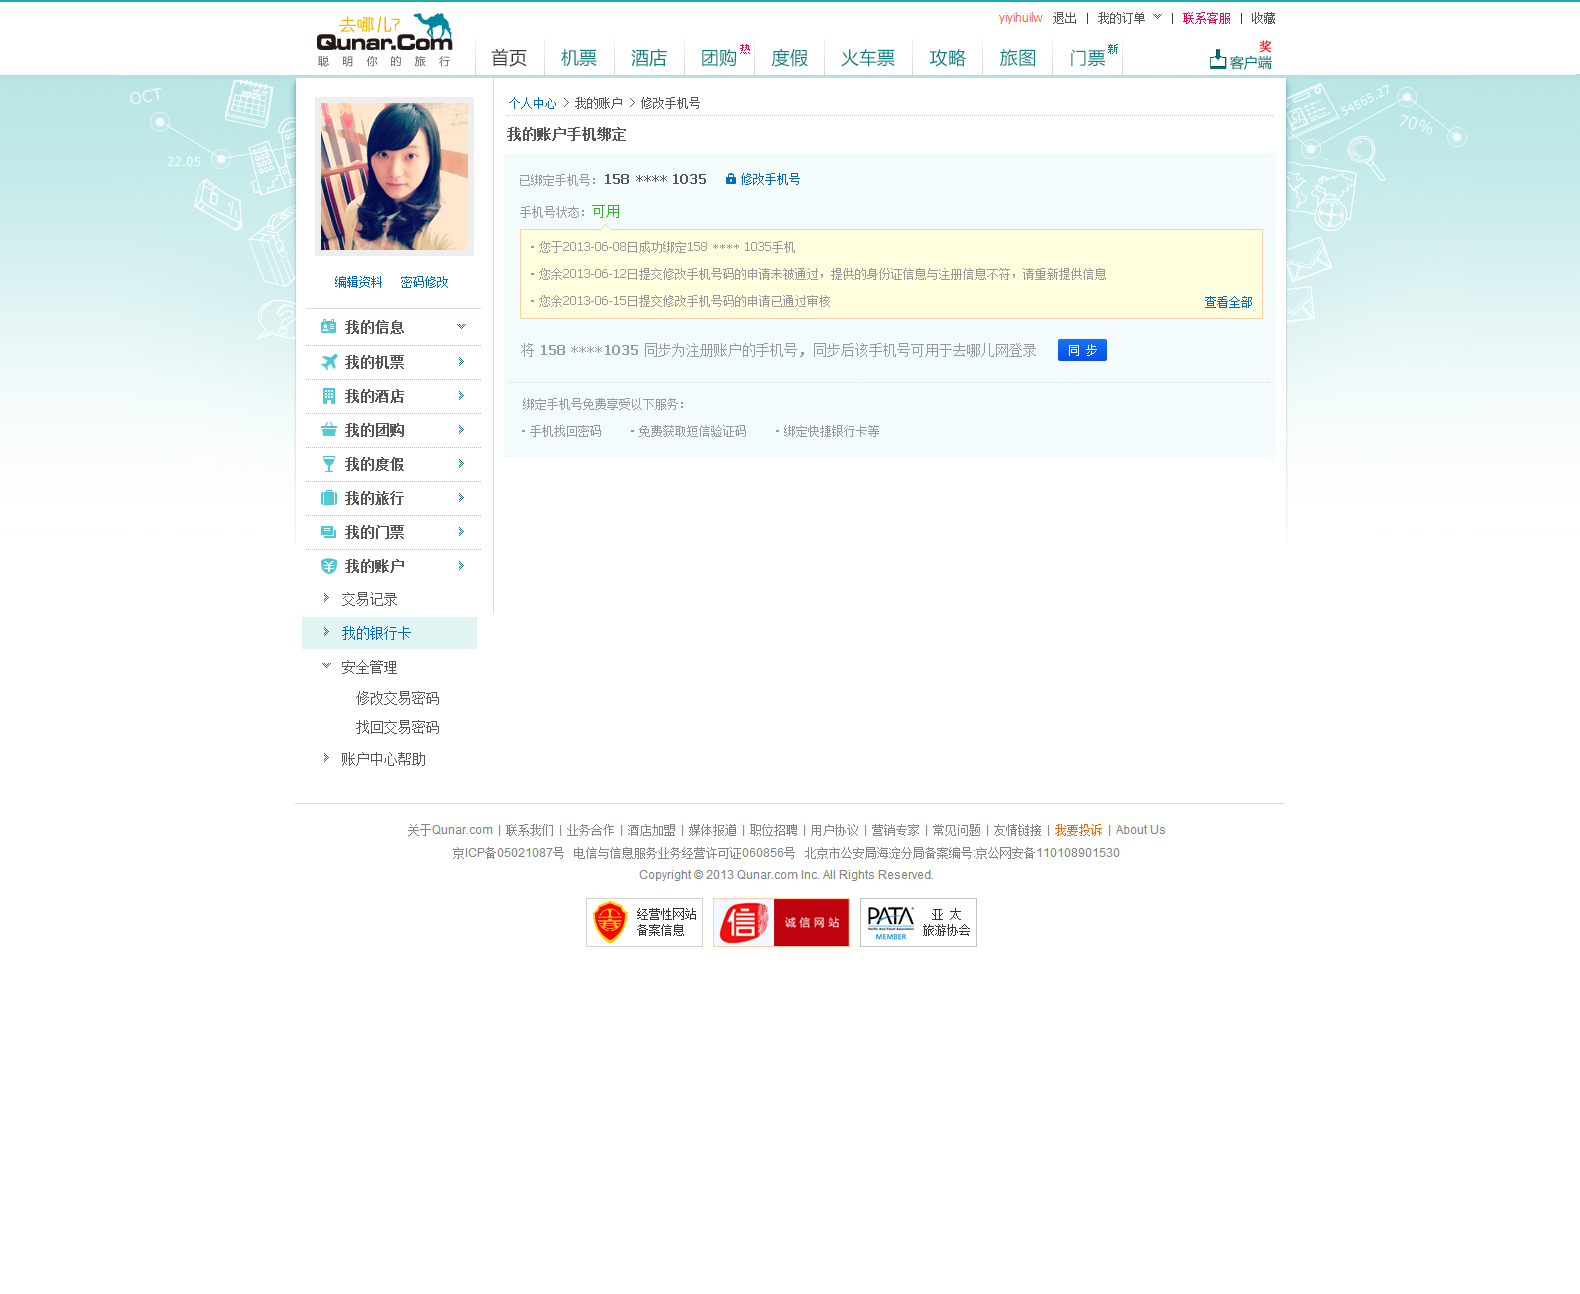 yiyihuilw 退出 | 我的订单 | 联系客服 | 收藏
去哪儿?
Qunar.Com
聪明你的旅行
首页 机票 酒店 团购 热 度假 火车票 攻略 旅图 门票 新
奖
客户端
OCT
22.05
54565.27
70%
个人中心 > 我的账户 > 修改手机号
我的账户手机绑定
已绑定手机号：158 **** 1035 修改手机号
手机号状态：可用
· 您于2013-06-08日成功绑定158 **** 1035手机
· 您余2013-06-12日提交修改手机号码的申请未被通过，提供的身份证信息与注册信息不符，请重新提供信息
· 您余2013-06-15日提交修改手机号码的申请已通过审核
查看全部
将 158 ****1035 同步为注册账户的手机号，同步后该手机号可用于去哪儿网登录 同 步
绑定手机号免费享受以下服务：
· 手机找回密码 · 免费获取短信验证码 · 绑定快捷银行卡等
编辑资料 密码修改
我的信息
我的机票
我的酒店
我的团购
我的度假
我的旅行
我的门票
我的账户
交易记录
我的银行卡
安全管理
修改交易密码
找回交易密码
账户中心帮助
关于Qunar.com | 联系我们 | 业务合作 | 酒店加盟 | 媒体报道 | 职位招聘 | 用户协议 | 营销专家 | 常见问题 | 友情链接 | 我要投诉 | About Us
京ICP备05021087号 电信与信息服务业务经营许可证060856号 北京市公安局海淀分局备案编号:京公网安备110108901530
Copyright © 2013 Qunar.com Inc. All Rights Reserved.
经营性网站
备案信息
信 诚信网站
PATA
MEMBER
亚 太
旅游协会